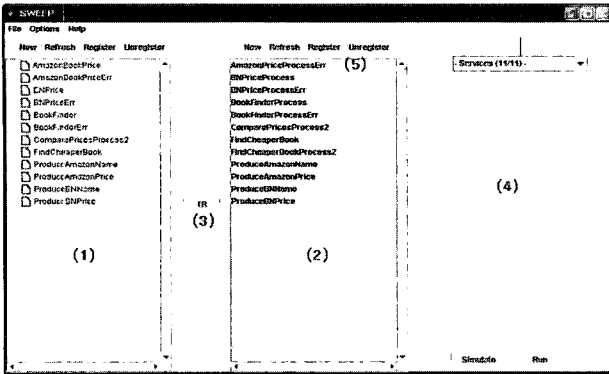 SWEEP
File Options Help
New Refresh Register Unregister
New Refresh Register Unregister
AmazonBookPrice
AmazonBookPriceErr
BNPrice
BNPriceErr
BookFinder
BookFinderErr
ComparePricesProcess2
FindCheaperBook
ProduceAmazonName
ProduceAmazonPrice
ProduceBNName
ProduceBNPrice
(1)
(3)
AmazonPriceProcessErr
BNPriceProcess
BNPriceProcessErr
BookFinderProcess
BookFinderProcessErr
ComparePricesProcess2
FindCheaperBook
FindCheaperBookProcess2
ProduceAmazonName
ProduceAmazonPrice
ProduceBNName
ProduceBNPrice
(5)
(2)
Services (11/11) -
(4)
Simulate Run